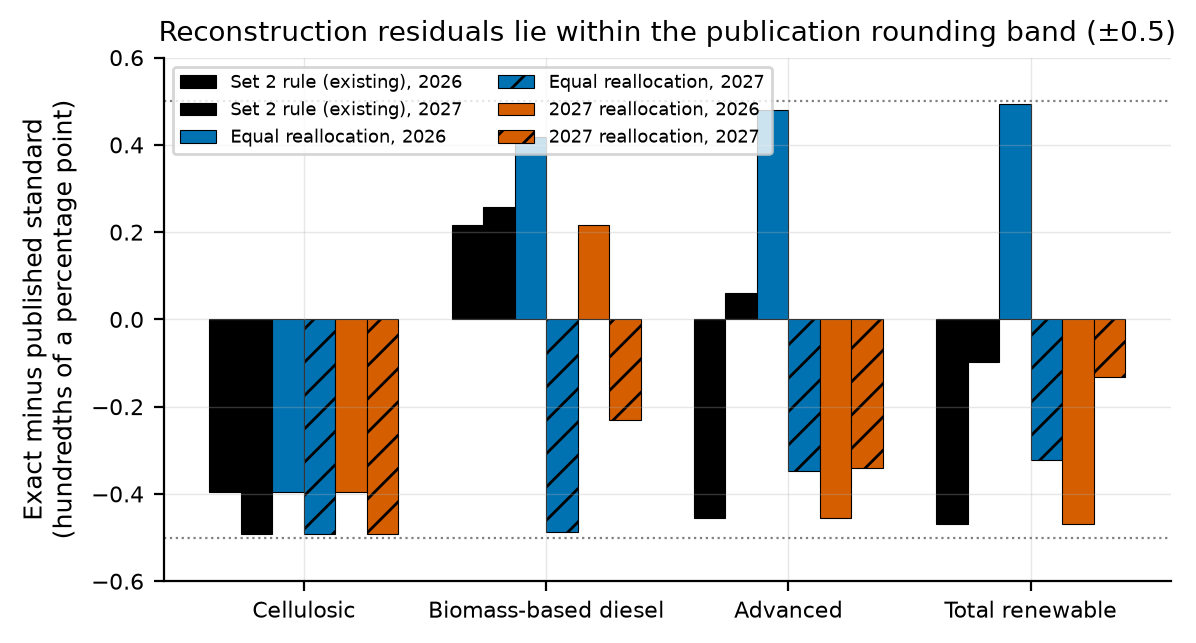 Reconstruction residuals lie within the publication rounding band (±0.5)
Exact minus published standard
(hundredths of a percentage point)
0.6
0.4
0.2
0.0
−0.2
−0.4
−0.6
Set 2 rule (existing), 2026
Set 2 rule (existing), 2027
Equal reallocation, 2026
Equal reallocation, 2027
2027 reallocation, 2026
2027 reallocation, 2027
Cellulosic
Biomass-based diesel
Advanced
Total renewable